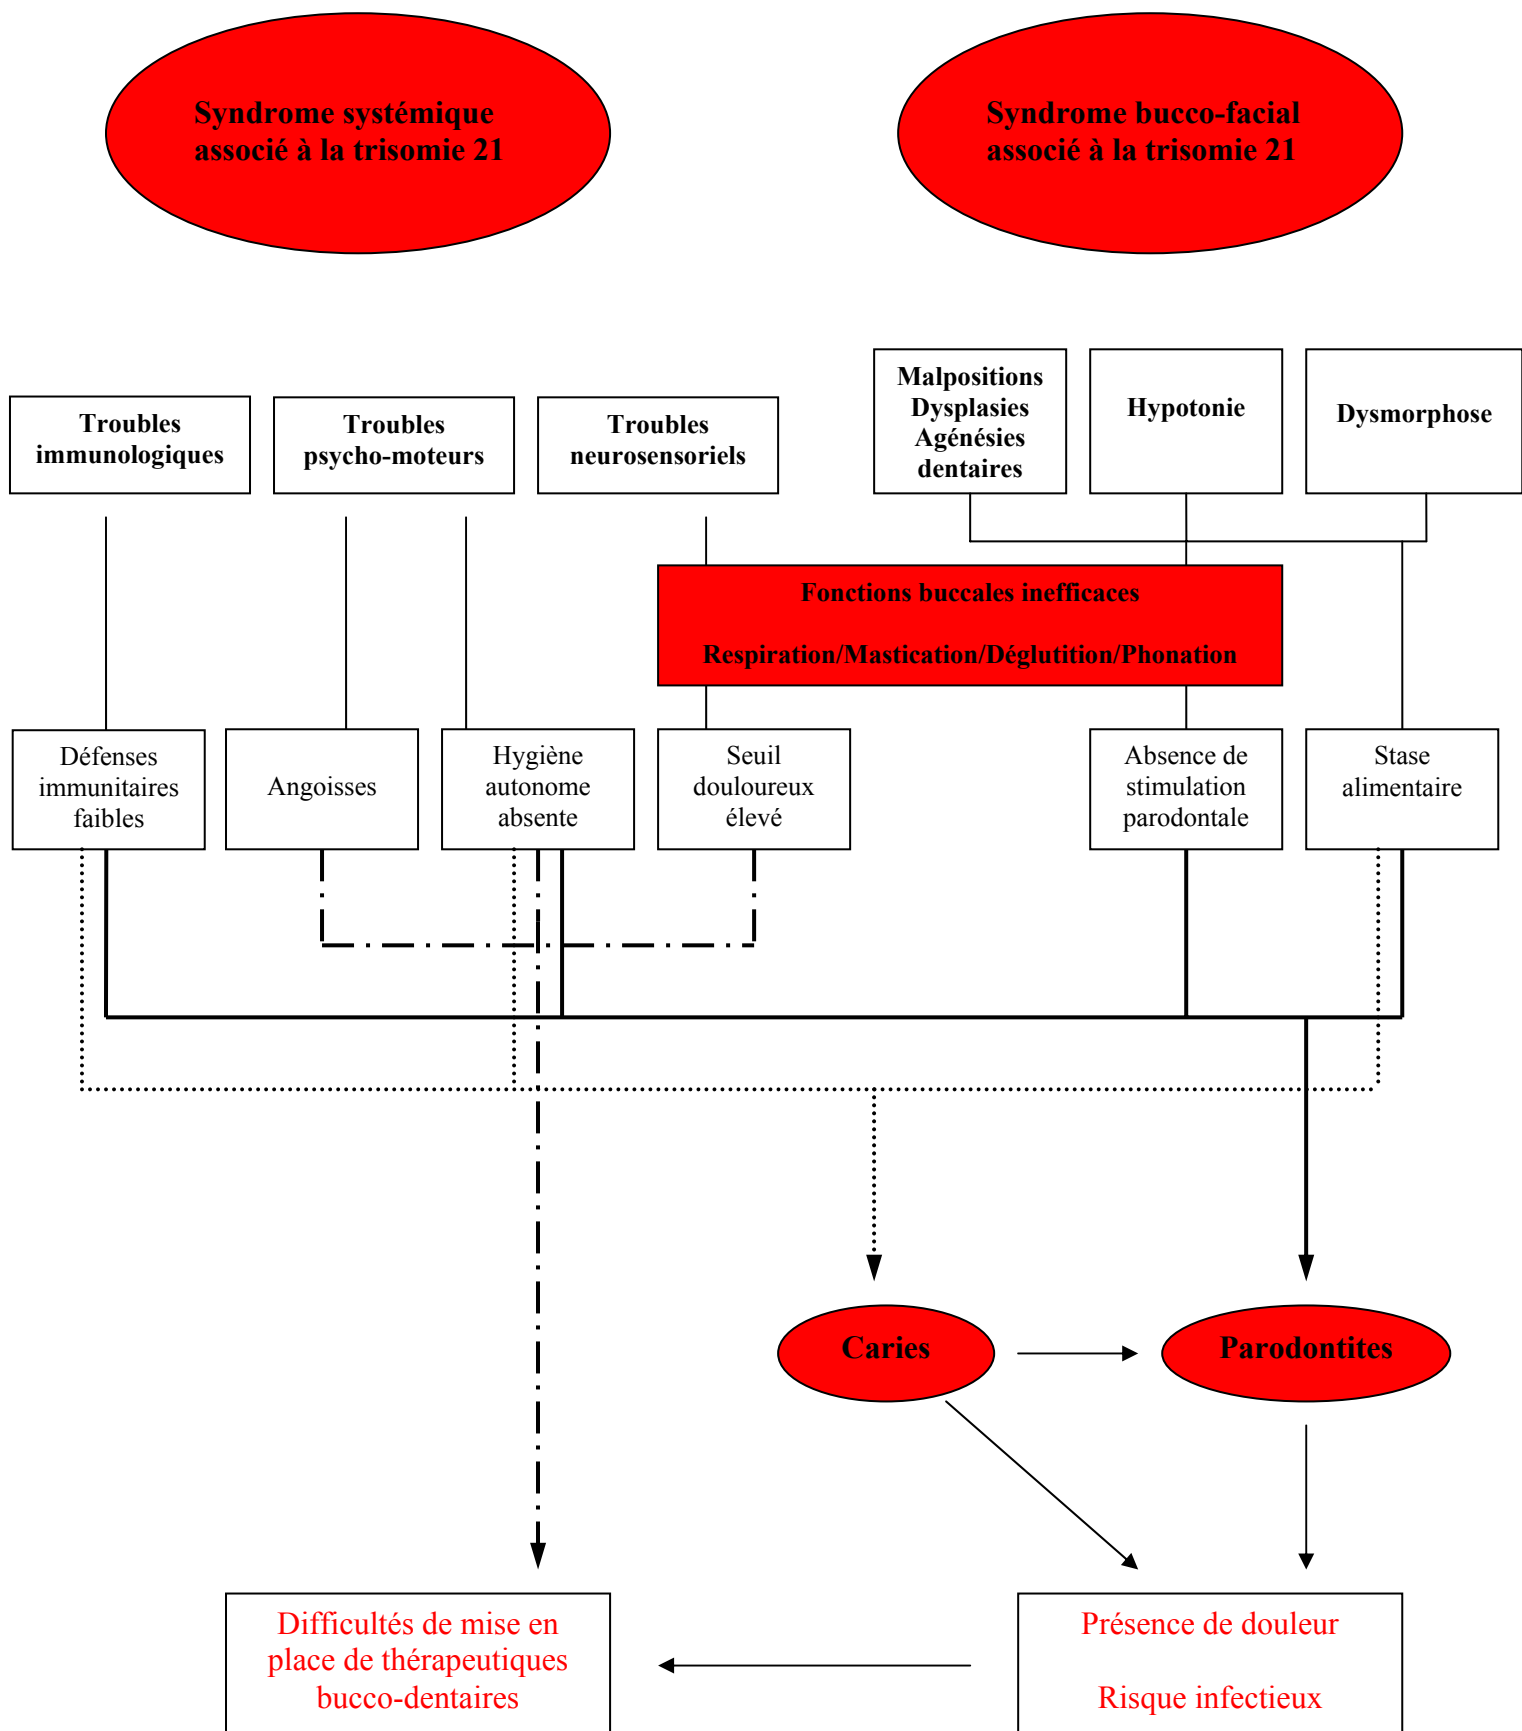 Syndrome systémique
associé à la trisomie 21
Syndrome bucco-facial
associé à la trisomie 21
Troubles
immunologiques
Troubles
psycho-moteurs
Troubles
neurosensoriels
Malpositions
Dysplasies
Agénésies
dentaires
Hypotonie
Dysmorphose
Fonctions buccales inefficaces
Respiration/Mastication/Déglutition/Phonation
Défenses
immunitaires
faibles
Angoisses
Hygiène
autonome
absente
Seuil
douloureux
élevé
Absence de
stimulation
parodontale
Stase
alimentaire
Caries
Parodontites
Difficultés de mise en
place de thérapeutiques
bucco-dentaires
Présence de douleur
Risque infectieux